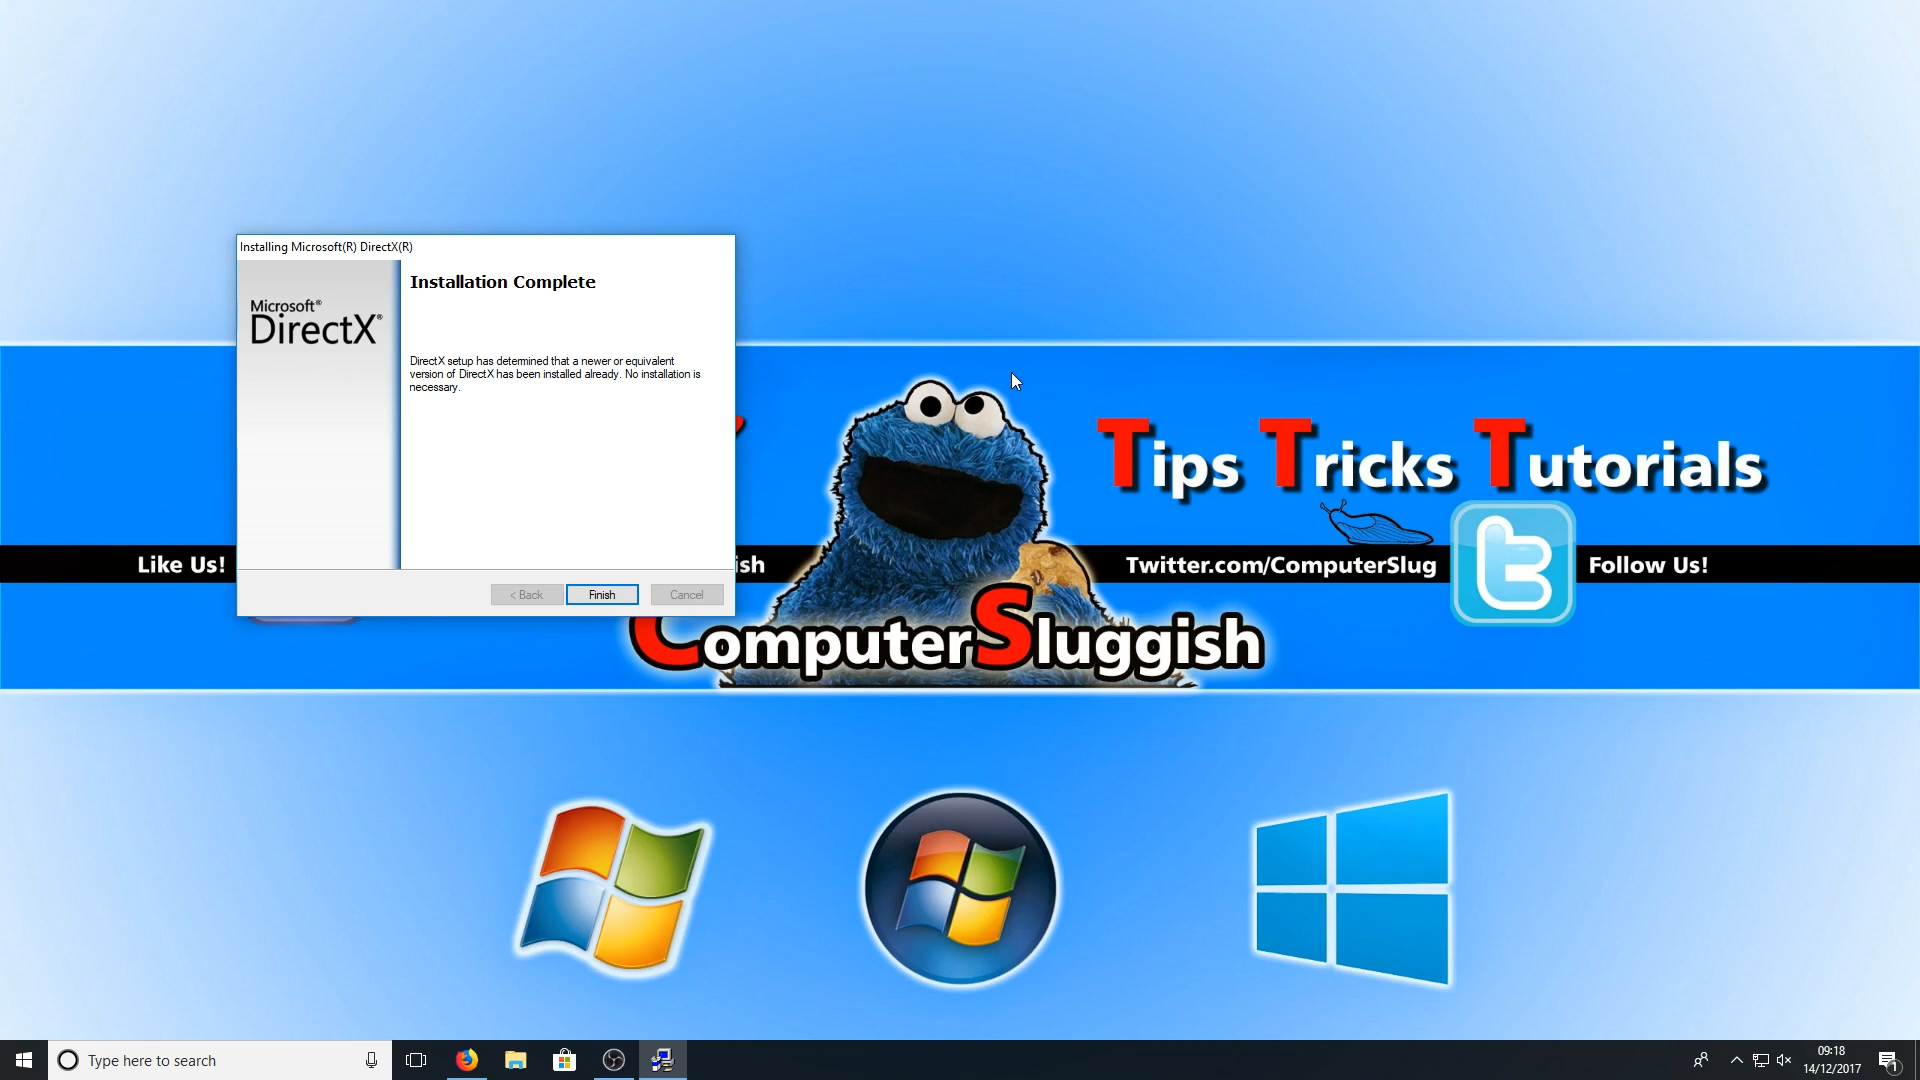 Installing Microsoft(R) DirectX(R)
Installation Complete
Microsoft®
DirectX®
DirectX setup has determined that a newer or equivalent
version of DirectX has been installed already. No installation is
necessary.
< Back
Finish
Cancel
Tips Tricks Tutorials
Like Us!
ish
Twitter.com/ComputerSlug
Follow Us!
ComputerSluggish
Type here to search
09:18
14/12/2017
1